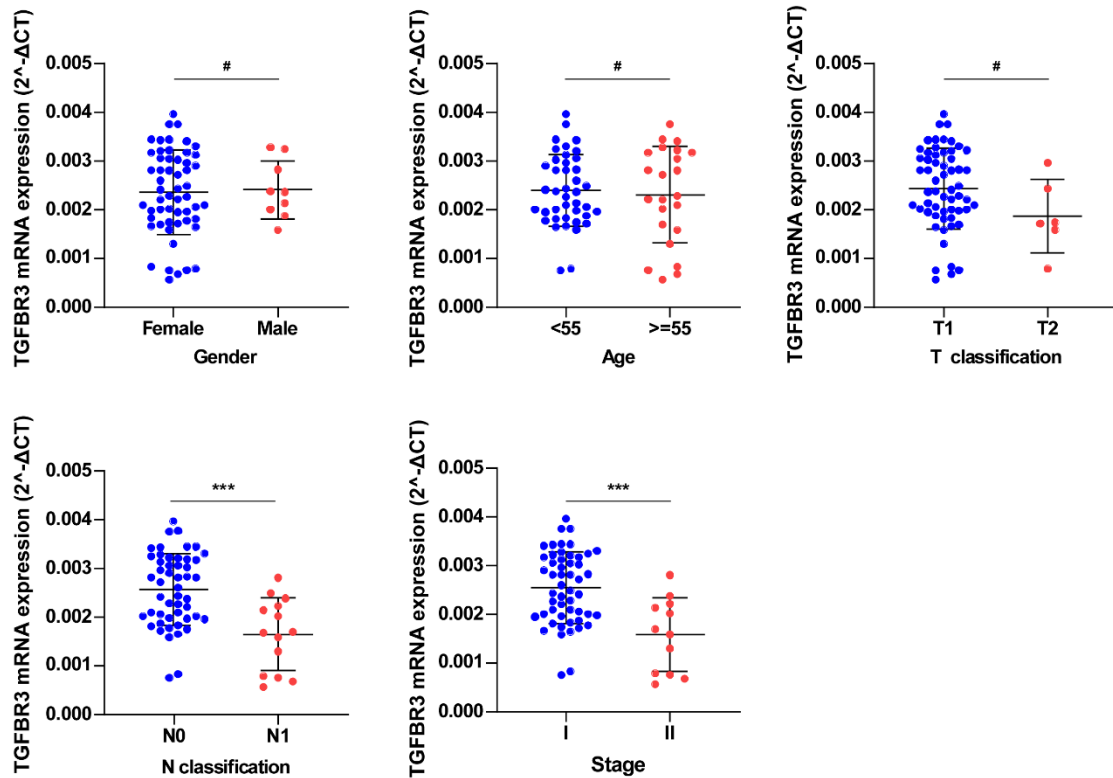 TGFBR3 mRNA expression (2^-ΔCT)
0.005
0.004
0.003
0.002
0.001
0.000
#
Female Male
Gender
TGFBR3 mRNA expression (2^-ΔCT)
0.005
0.004
0.003
0.002
0.001
0.000
#
<55 >=55
Age
TGFBR3 mRNA expression (2^-ΔCT)
0.005
0.004
0.003
0.002
0.001
0.000
#
T1 T2
T classification
TGFBR3 mRNA expression (2^-ΔCT)
0.005
0.004
0.003
0.002
0.001
0.000
***
N0 N1
N classification
TGFBR3 mRNA expression (2^-ΔCT)
0.005
0.004
0.003
0.002
0.001
0.000
***
I II
Stage